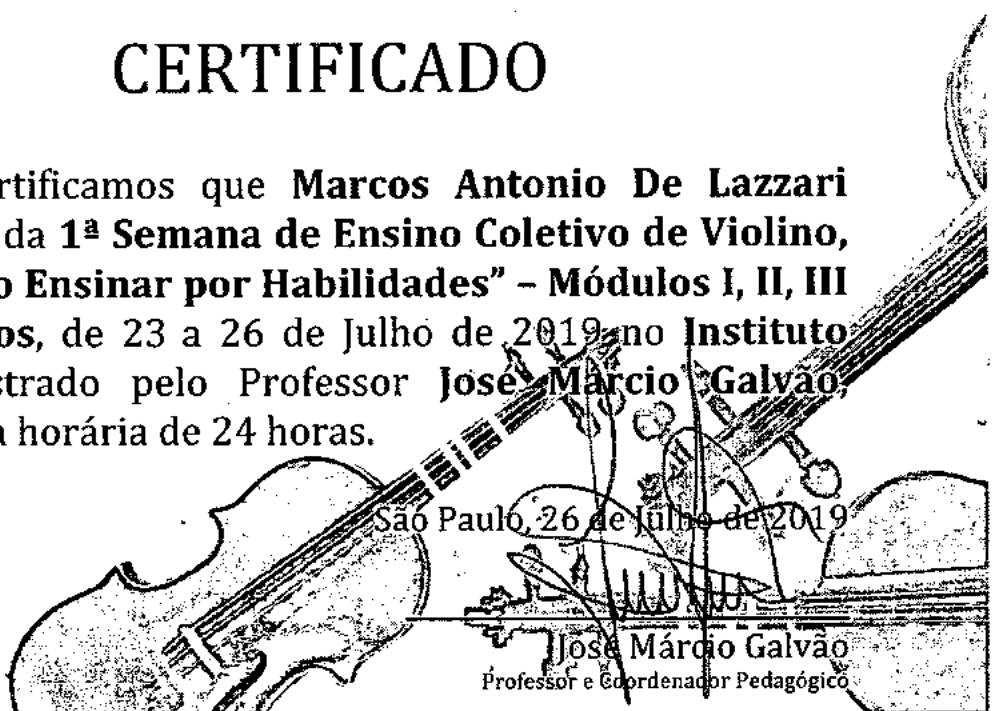 CERTIFICADO
rtificamos que Marcos Antonio De Lazzari
da 1ª Semana de Ensino Coletivo de Violino,
o Ensinar por Habilidades” – Módulos I, II, III
os, de 23 a 26 de Julho de 2019 no Instituto
strado pelo Professor José Márcio Galvão,
a horária de 24 horas.
São Paulo, 26 de Julho de 2019
José Márcio Galvão
Professor e Coordenador Pedagógico